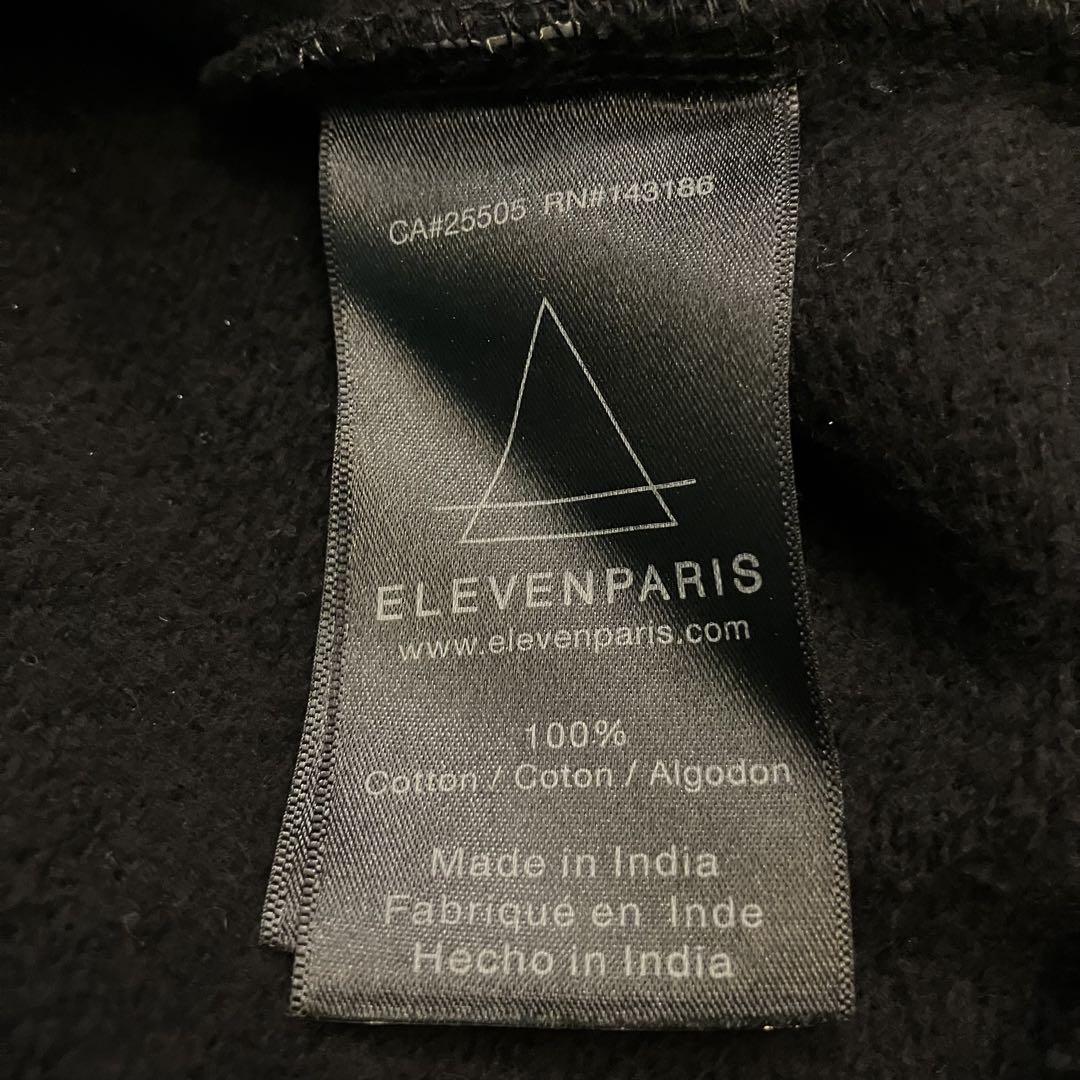 CA#25505 RN#143186
ELEVENPARIS
www.elevenparis.com
100%
Cotton / Coton / Algodon
Made in India
Fabrique en Inde
Hecho in India